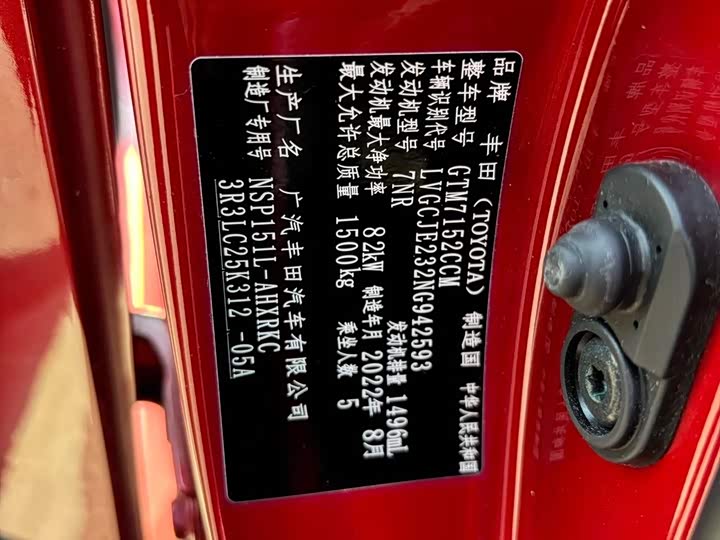 品牌 丰田(TOYOTA) 制造国 中华人民共和国
整车型号 GTM7152CCM
车辆识别代号 LVGCJE232NG942593
发动机型号 7NR 发动机排量 1496mL
发动机最大净功率 82kW 制造年月 2022年 8月
最大允许总质量 1500kg 乘坐人数 5
生产厂名 广汽丰田汽车有限公司
制造厂专用号 NSP151L-AHXRKC
3R3LC25K312 -05A